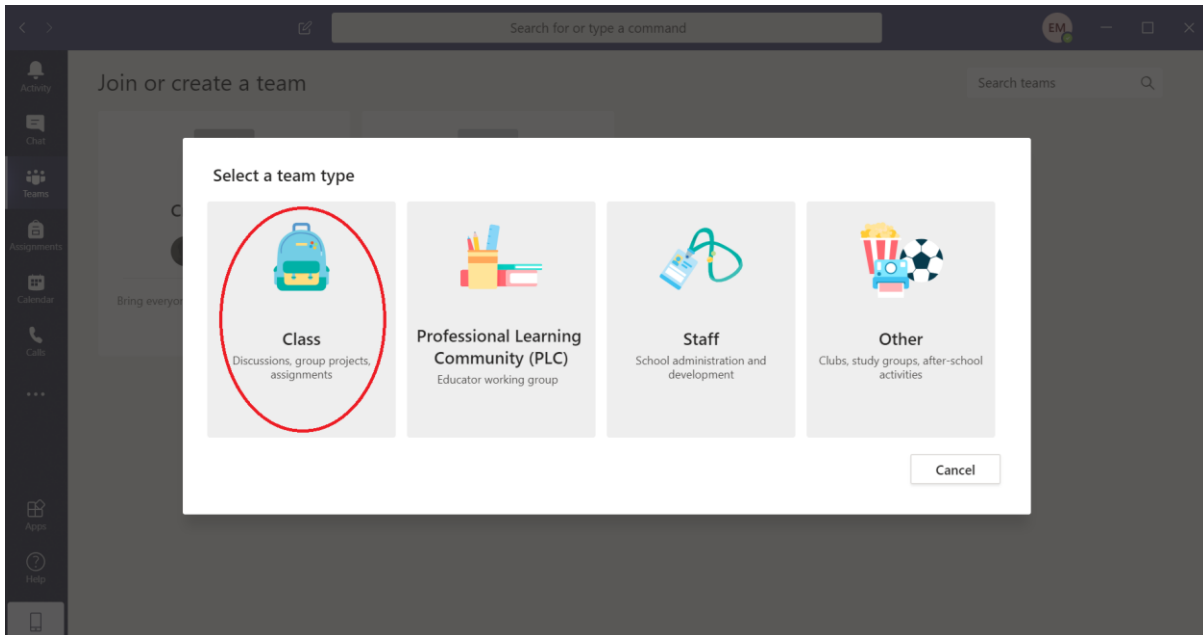 Search for or type a command
EM
Activity
Join or create a team
Search teams
Chat
Select a team type
Teams
C
Assignments
Calendar
Bring everyon
Class
Discussions, group projects,
assignments
Professional Learning
Community (PLC)
Educator working group
Staff
School administration and
development
Other
Clubs, study groups, after-school
activities
Calls
Cancel
Apps
Help